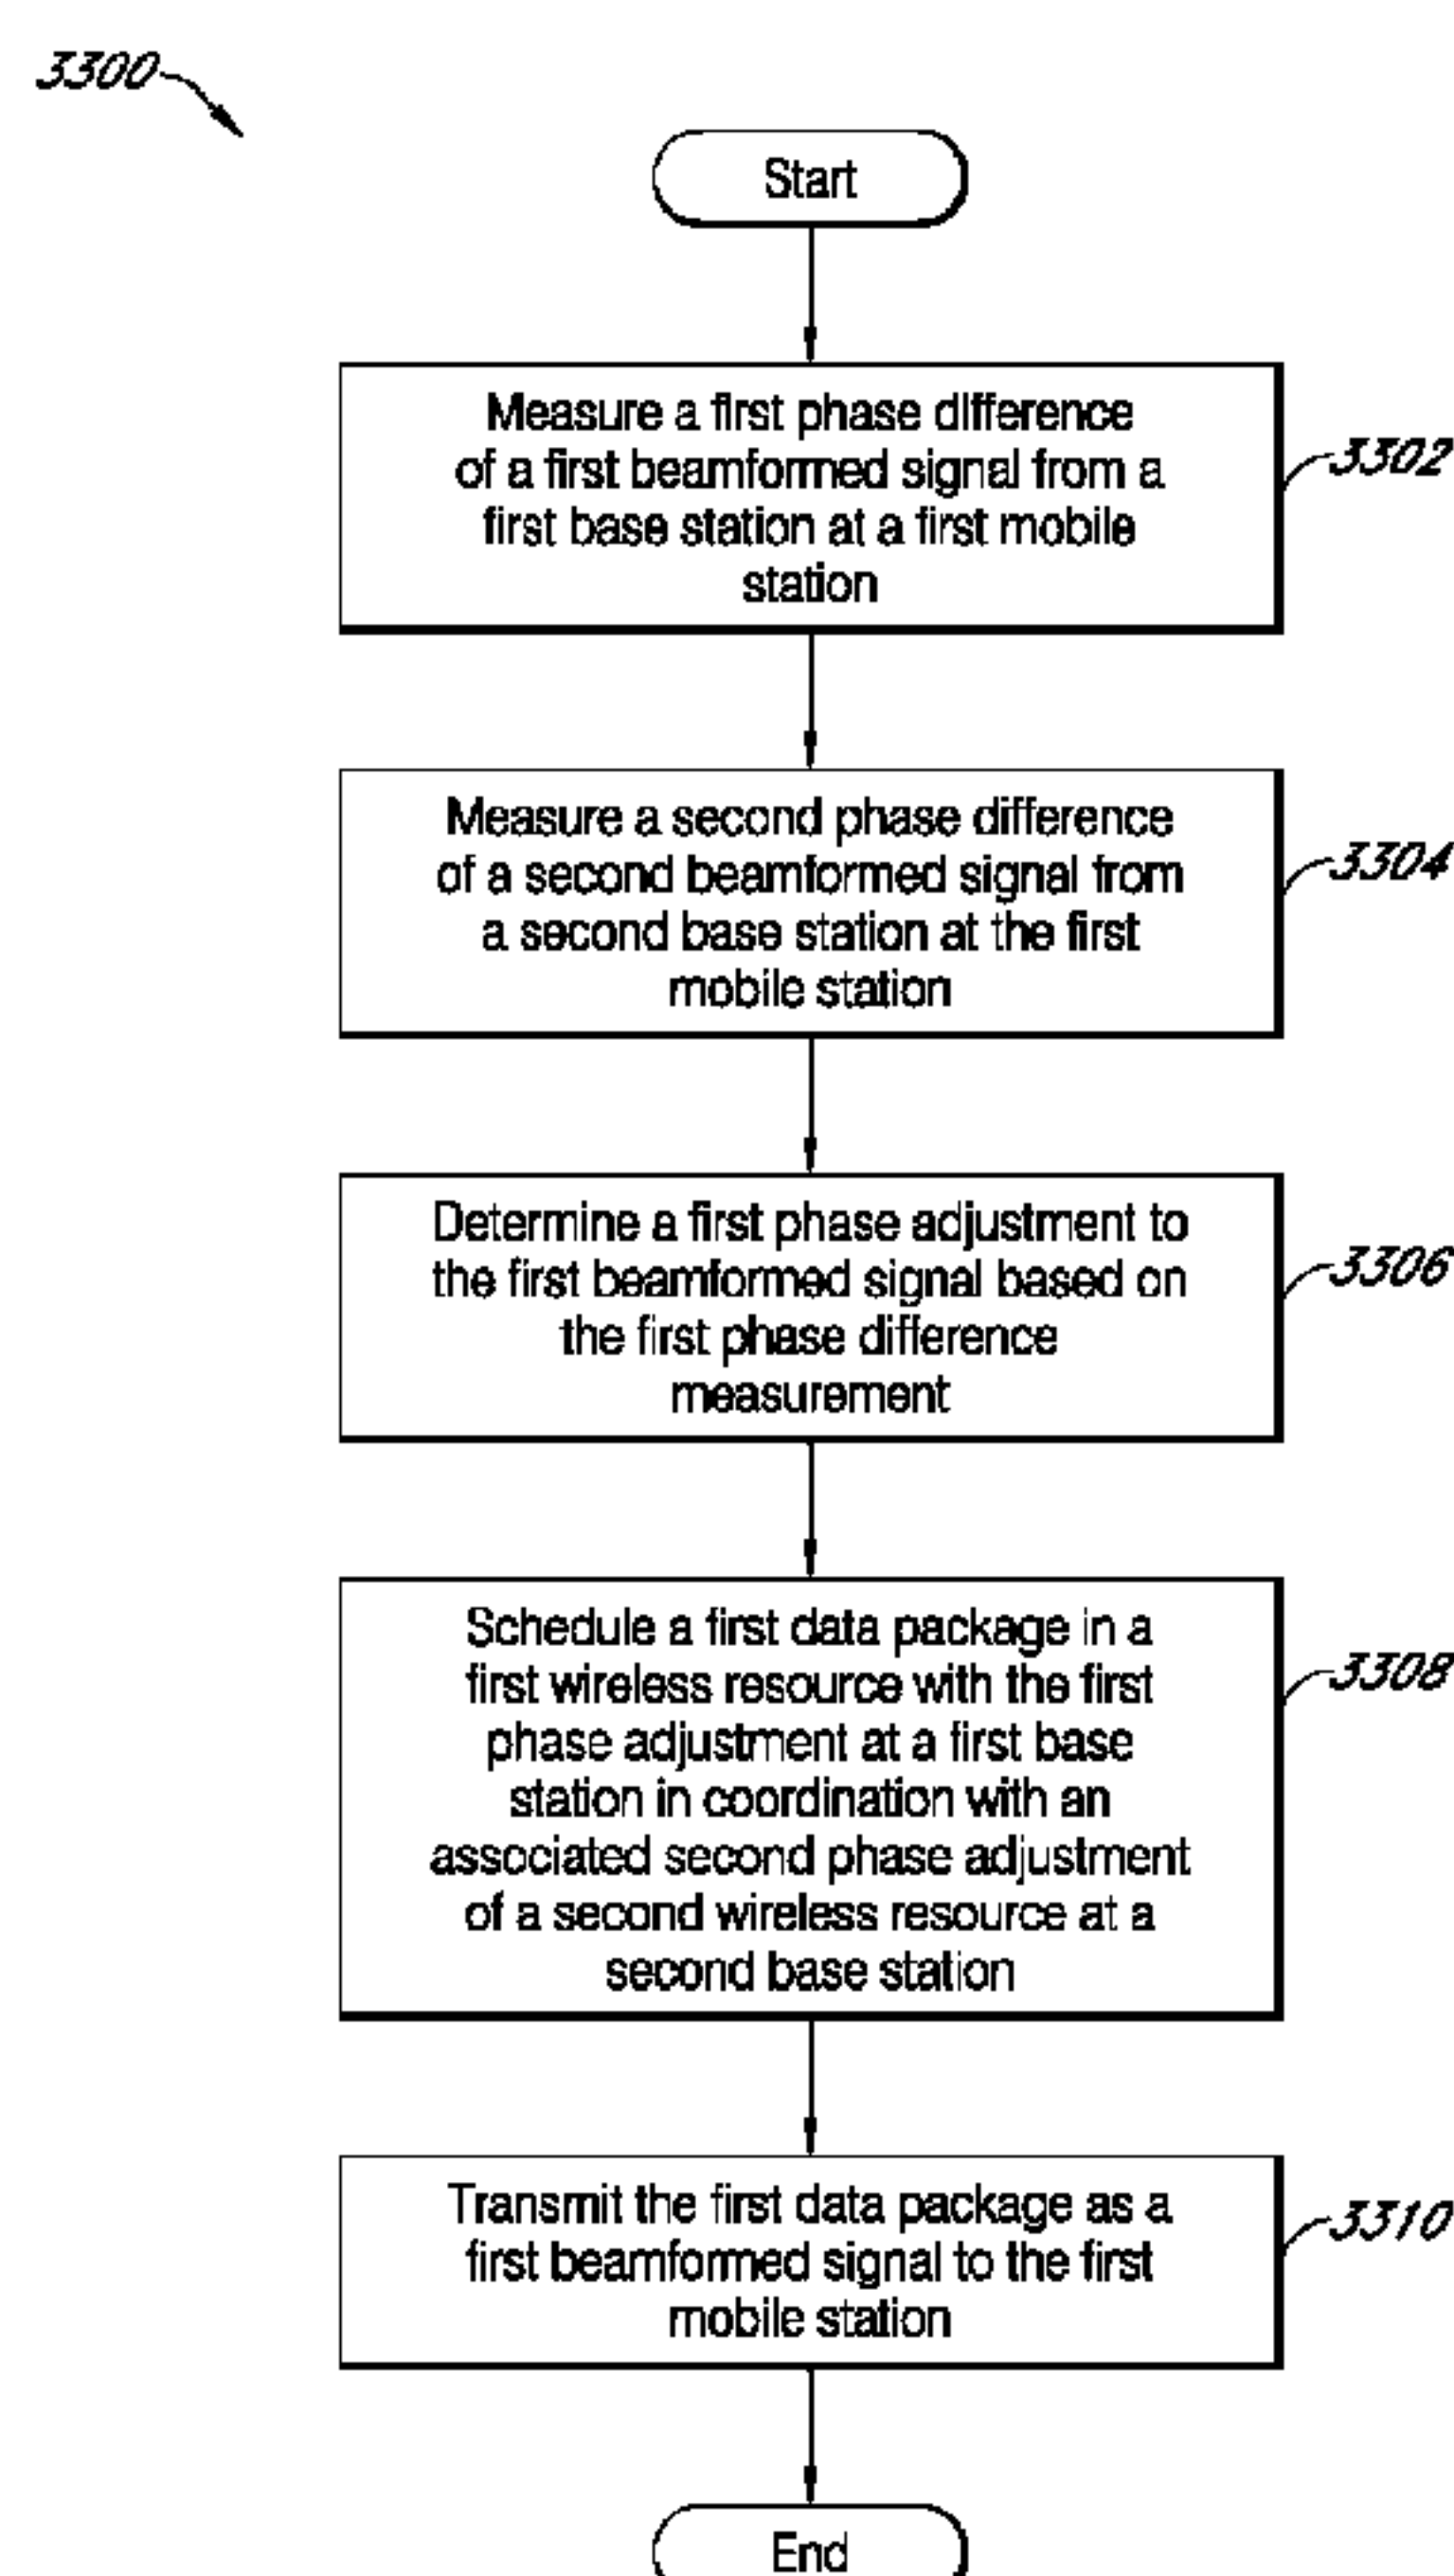 3300
Start
Measure a first phase difference
of a first beamformed signal from a
first base station at a first mobile
station
3302
Measure a second phase difference
of a second beamformed signal from
a second base station at the first
mobile station
3304
Determine a first phase adjustment to
the first beamformed signal based on
the first phase difference
measurement
3306
Schedule a first data package in a
first wireless resource with the first
phase adjustment at a first base
station in coordination with an
associated second phase adjustment
of a second wireless resource at a
second base station
3308
Transmit the first data package as a
first beamformed signal to the first
mobile station
3310
End